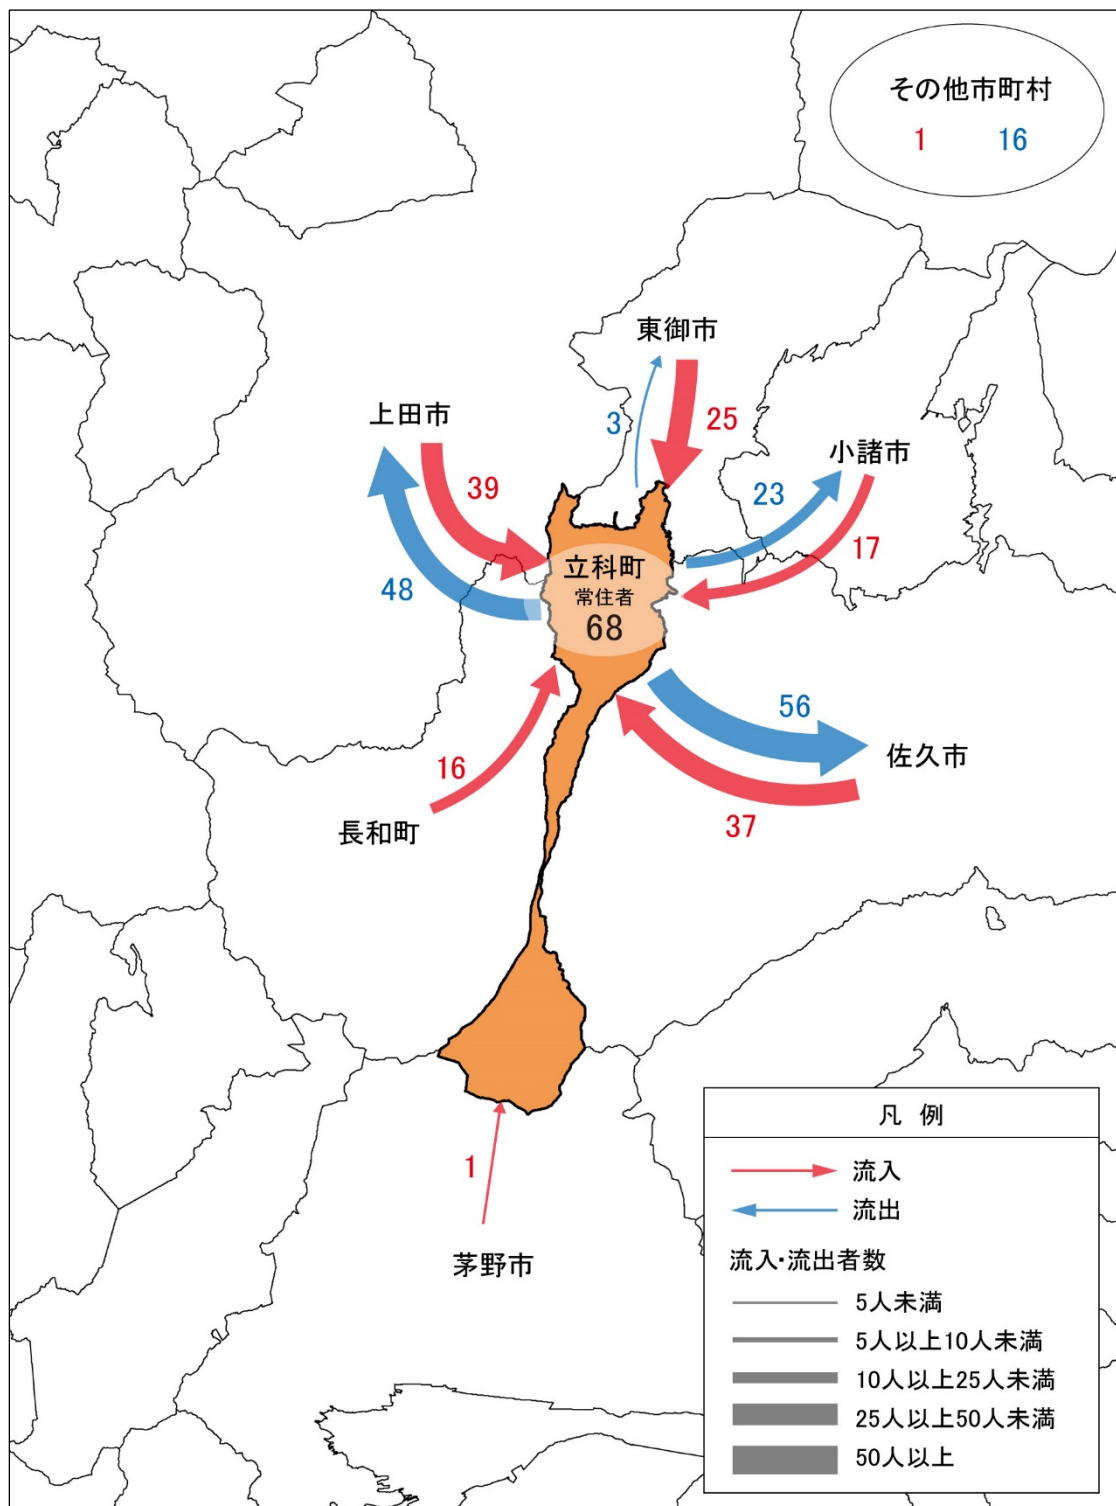 その他市町村
1 16
東御市
3
25
上田市
39
48
小諸市
23
17
立科町
常住者
68
56
37
佐久市
16
長和町
1
茅野市
凡 例
流入
流出
流入・流出者数
5人未満
5人以上10人未満
10人以上25人未満
25人以上50人未満
50人以上